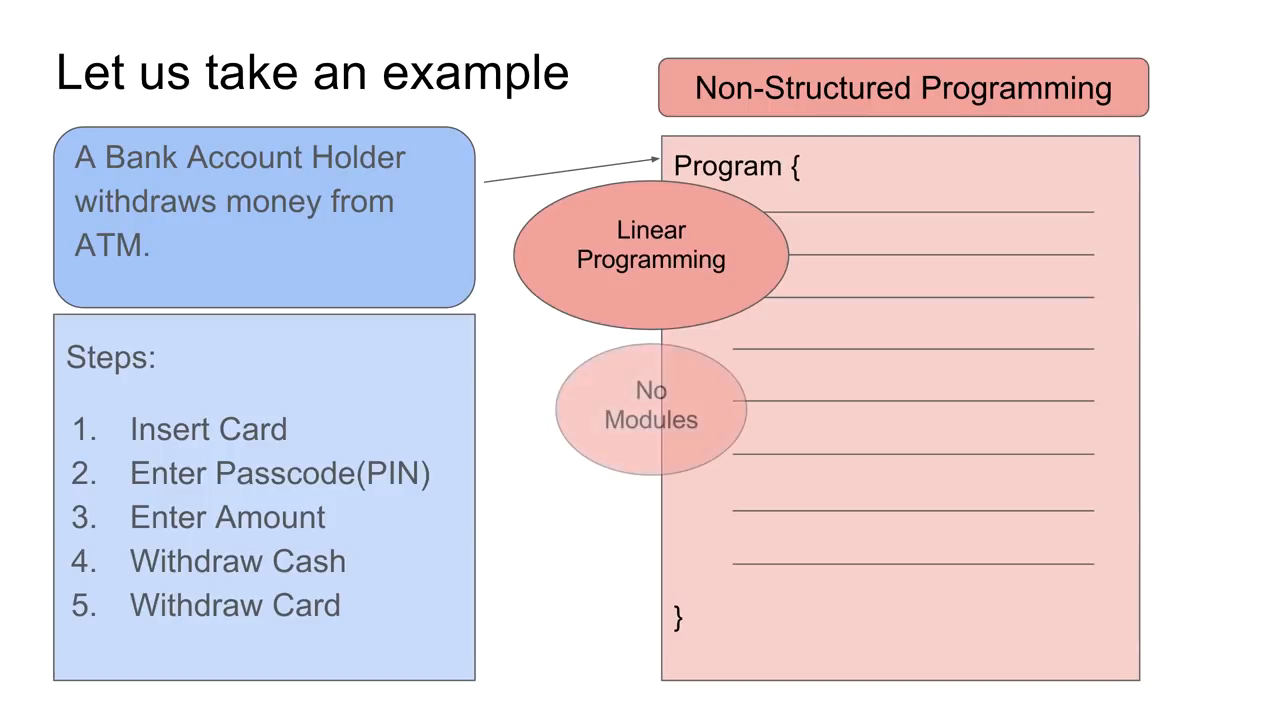 Let us take an example
Non-Structured Programming
A Bank Account Holder
withdraws money from
ATM.
Steps:
1. Insert Card
2. Enter Passcode(PIN)
3. Enter Amount
4. Withdraw Cash
5. Withdraw Card
Program {
Linear
Programming
No
Modules
}